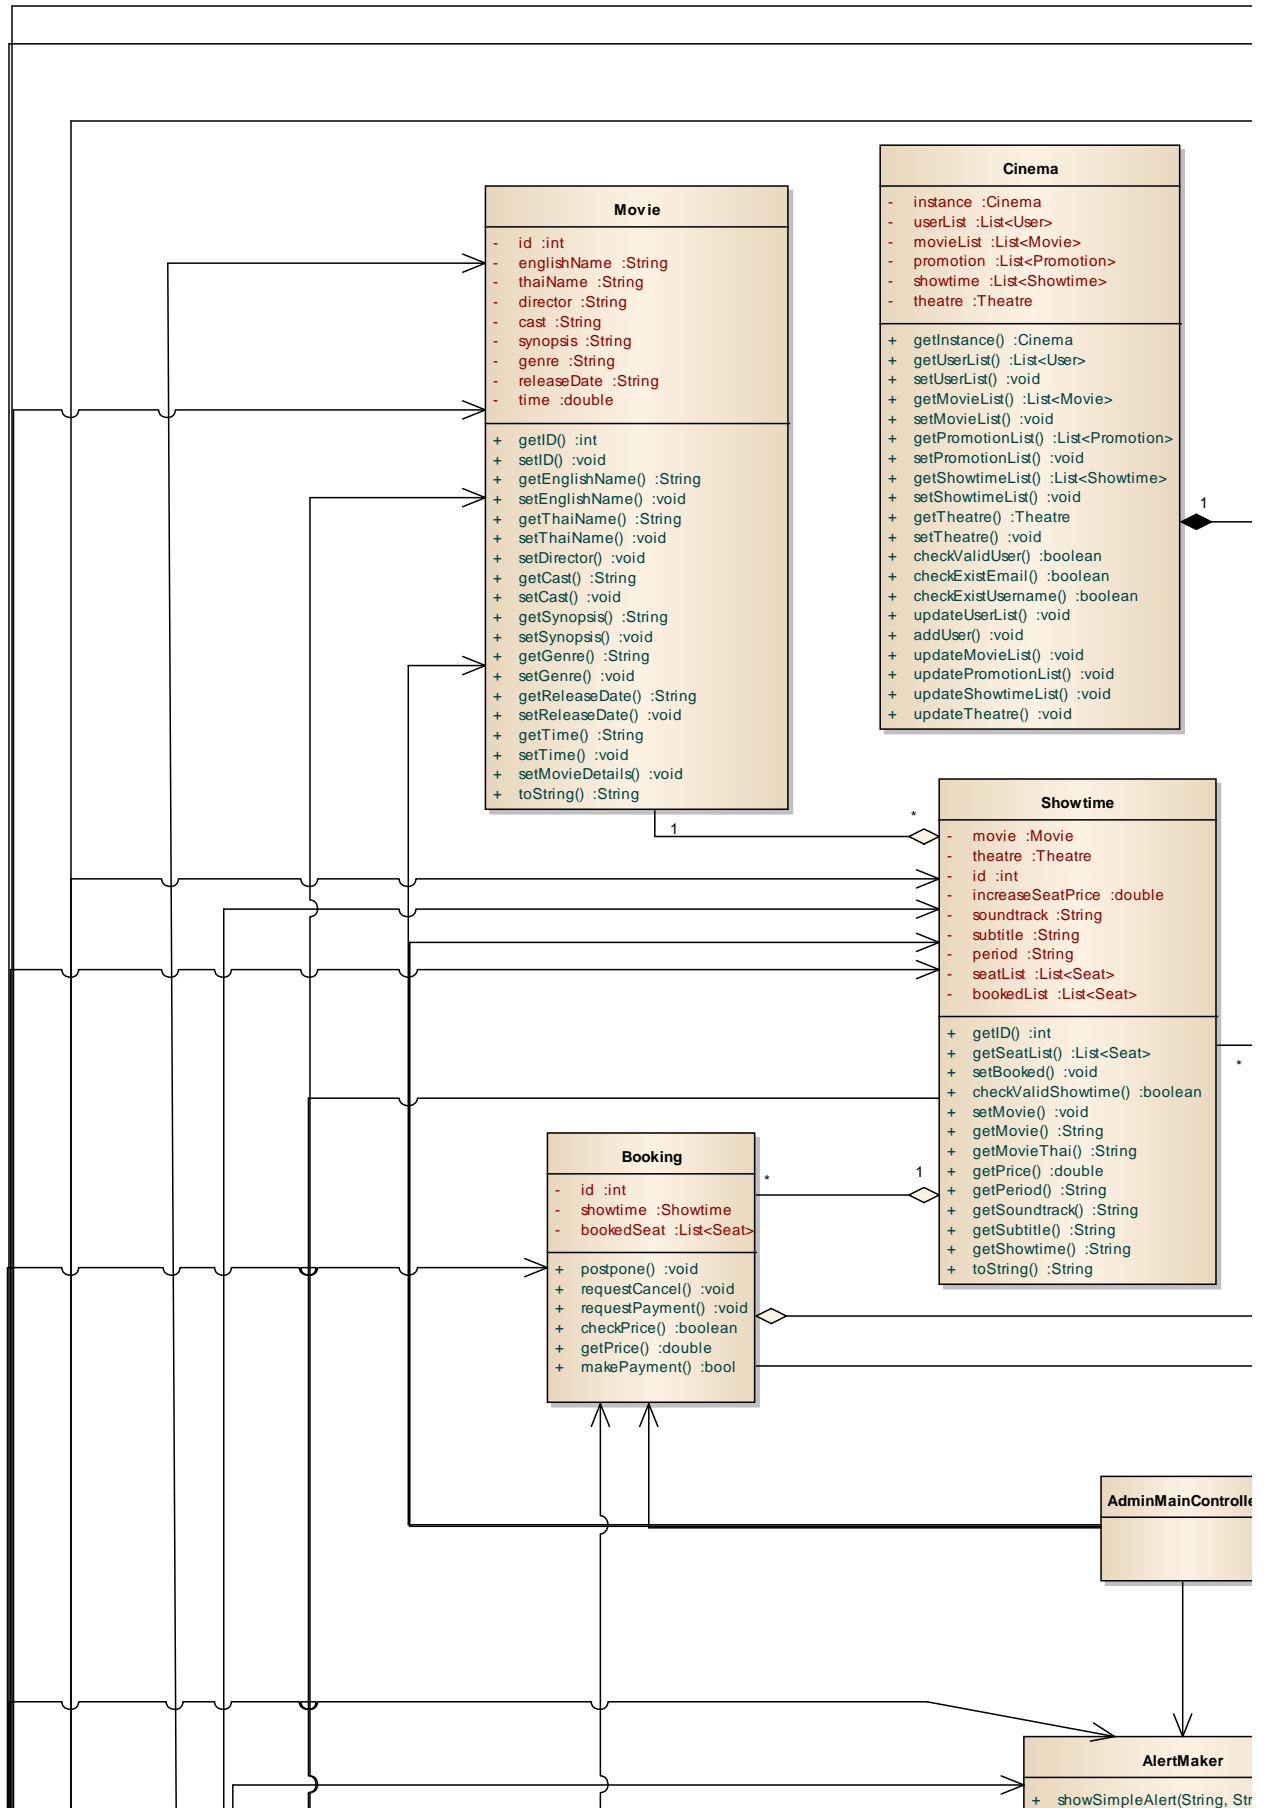 Cinema
- instance :Cinema
- userList :List<User>
- movieList :List<Movie>
- promotion :List<Promotion>
- showtime :List<Showtime>
- theatre :Theatre
+ getInstance() :Cinema
+ getUserList() :List<User>
+ setUserList() :void
+ getMovieList() :List<Movie>
+ setMovieList() :void
+ getPromotionList() :List<Promotion>
+ setPromotionList() :void
+ getShowtimeList() :List<Showtime>
+ setShowtimeList() :void
+ getTheatre() :Theatre
+ setTheatre() :void
+ checkValidUser() :boolean
+ checkExistEmail() :boolean
+ checkExistUsername() :boolean
+ updateUserList() :void
+ addUser() :void
+ updateMovieList() :void
+ updatePromotionList() :void
+ updateShowtimeList() :void
+ updateTheatre() :void
1
Movie
- id :int
- englishName :String
- thaiName :String
- director :String
- cast :String
- synopsis :String
- genre :String
- releaseDate :String
- time :double
+ getID() :int
+ setID() :void
+ getEnglishName() :String
+ setEnglishName() :void
+ getThaiName() :String
+ setThaiName() :void
+ setDirector() :void
+ getCast() :String
+ setCast() :void
+ getSynopsis() :String
+ setSynopsis() :void
+ getGenre() :String
+ setGenre() :void
+ getReleaseDate() :String
+ setReleaseDate() :void
+ getTime() :String
+ setTime() :void
+ setMovieDetails() :void
+ toString() :String
1
*
Showtime
- movie :Movie
- theatre :Theatre
- id :int
- increaseSeatPrice :double
- soundtrack :String
- subtitle :String
- period :String
- seatList :List<Seat>
- bookedList :List<Seat>
+ getID() :int
+ getSeatList() :List<Seat>
+ setBooked() :void
+ checkValidShowtime() :boolean
+ setMovie() :void
+ getMovie() :String
+ getMovieThai() :String
+ getPrice() :double
+ getPeriod() :String
+ getSoundtrack() :String
+ getSubtitle() :String
+ getShowtime() :String
+ toString() :String
*
Booking
- id :int
- showtime :Showtime
- bookedSeat :List<Seat>
+ postpone() :void
+ requestCancel() :void
+ requestPayment() :void
+ checkPrice() :boolean
+ getPrice() :double
+ makePayment() :bool
*
1
AdminMainControlle
AlertMaker
+ showSimpleAlert(String, Str